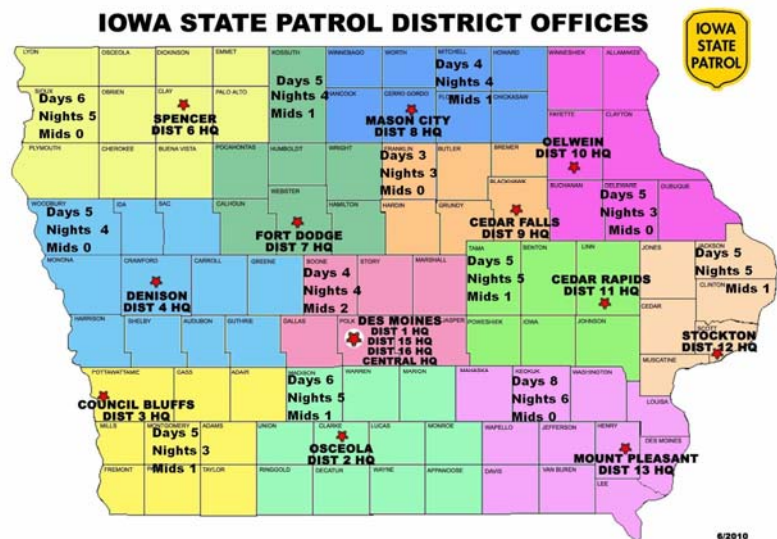 IOWA STATE PATROL DISTRICT OFFICES
IOWA
STATE
PATROL
LYON
OSCEOLA
DICKINSON
EMMET
KOSSUTH
WINNEBAGO
WORTH
MITCHELL
HOWARD
WINNESHIEK
ALLAMAKEE
SIOUX
OBRIEN
CLAY
PALO ALTO
HANCOCK
CERRO GORDO
CHICKASAW
FAYETTE
CLAYTON
Days 6
Nights 5
Mids 0
SPENCER
DIST 6 HQ
Days 5
Nights 4
Mids 1
Days 4
Nights 4
Mids 1
MASON CITY
DIST 8 HQ
OELWEIN
DIST 10 HQ
PLYMOUTH
CHEROKEE
BUENA VISTA
POCAHONTAS
HUMBOLDT
WRIGHT
FRANKLIN
BUTLER
BREMER
Days 3
Nights 3
Mids 0
WOODBURY
IDA
SAC
CALHOUN
WEBSTER
HAMILTON
HARDIN
GRUNDY
BLACKHAWK
BUCHANAN
DELEWARE
DUBUQUE
Days 5
Nights 4
Mids 0
FORT DODGE
DIST 7 HQ
CEDAR FALLS
DIST 9 HQ
Days 5
Nights 3
Mids 0
MONONA
CRAWFORD
CARROLL
GREENE
BOONE
STORY
MARSHALL
TAMA
BENTON
LINN
JONES
JACKSON
DENISON
DIST 4 HQ
Days 4
Nights 4
Mids 2
Days 5
Nights 5
Mids 1
CEDAR RAPIDS
DIST 11 HQ
Days 5
Nights 5
CLINTON
Mids 1
HARRISON
SHELBY
AUDUBON
GUTHRIE
DALLAS
POLK
JASPER
POWESHIEK
IOWA
JOHNSON
CEDAR
SCOTT
MUSCATINE
DES MOINES
DIST 1 HQ
DIST 15 HQ
DIST 16 HQ
CENTRAL HQ
STOCKTON
DIST 12 HQ
POTTAWATTAMIE
CASS
ADAIR
MADISON
WARREN
MARION
MAHASKA
KEOKUK
WASHINGTON
LOUISA
COUNCIL BLUFFS
DIST 3 HQ
Days 6
Nights 5
Mids 1
Days 8
Nights 6
Mids 0
MILLS
MONTGOMERY
ADAMS
UNION
CLARKE
LUCAS
MONROE
WAPELLO
JEFFERSON
HENRY
DES MOINES
Days 5
Nights 3
Mids 1
OSCEOLA
DIST 2 HQ
MOUNT PLEASANT
DIST 13 HQ
FREMONT
TAYLOR
RINGGOLD
DECATUR
WAYNE
APPANOOSE
DAVIS
VAN BUREN
LEE
6/2010